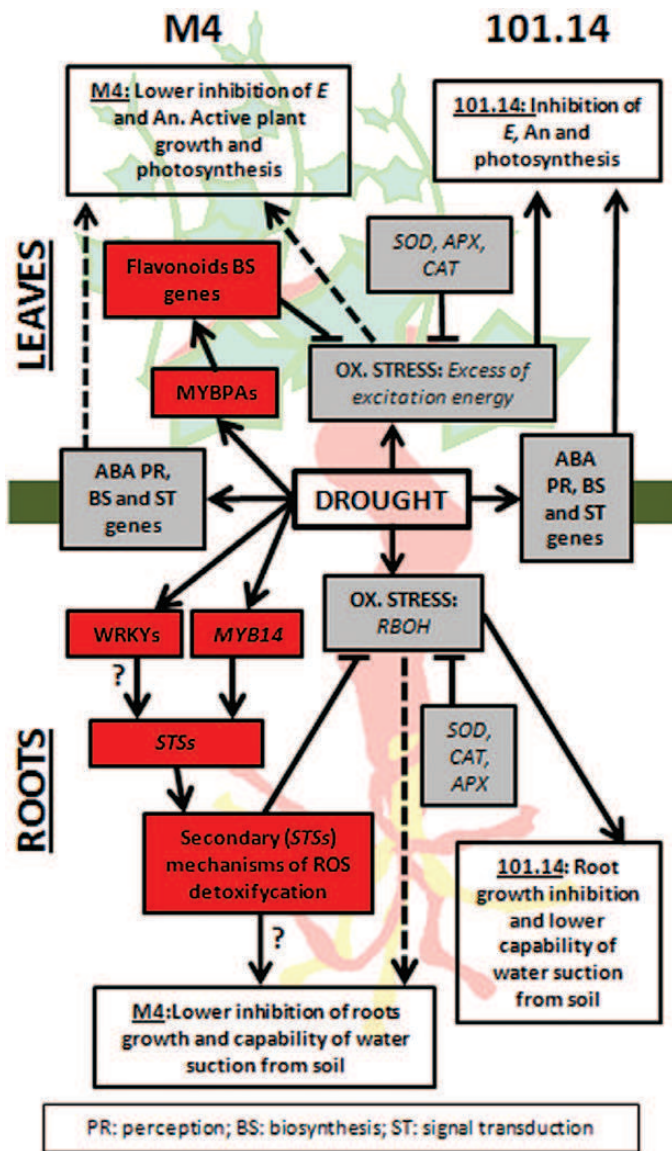 M4
101.14
M4: Lower inhibition of E
and An. Active plant
growth and
photosynthesis
101.14: Inhibition of
E, An and
photosynthesis
LEAVES
Flavonoids BS
genes
SOD, APX,
CAT
MYBPAs
OX. STRESS: Excess of
excitation energy
ABA PR,
BS and ST
genes
DROUGHT
ABA
PR, BS
and ST
genes
OX. STRESS:
RBOH
WRKYs
MYB14
?
STSs
SOD,
CAT,
APX
ROOTS
Secondary (STSs)
mechanisms of ROS
detoxifycation
?
101.14: Root
growth inhibition
and lower
capability of
water suction
from soil
M4:Lower inhibition of roots
growth and capability of water
suction from soil
PR: perception; BS: biosynthesis; ST: signal transduction